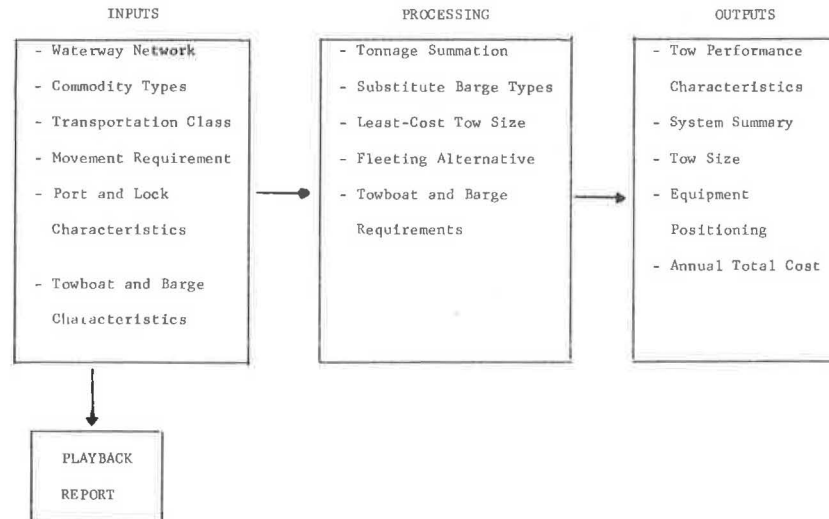 INPUTS
- Waterway Network
- Commodity Types
- Transportation Class
- Movement Requirement
- Port and Lock
Characteristics
- Towboat and Barge
Characteristics
PROCESSING
- Tonnage Summation
- Substitute Barge Types
- Least-Cost Tow Size
- Fleeting Alternative
- Towboat and Barge
Requirements
OUTPUTS
- Tow Performance
Characteristics
- System Summary
- Tow Size
- Equipment
Positioning
- Annual Total Cost
PLAYBACK
REPORT